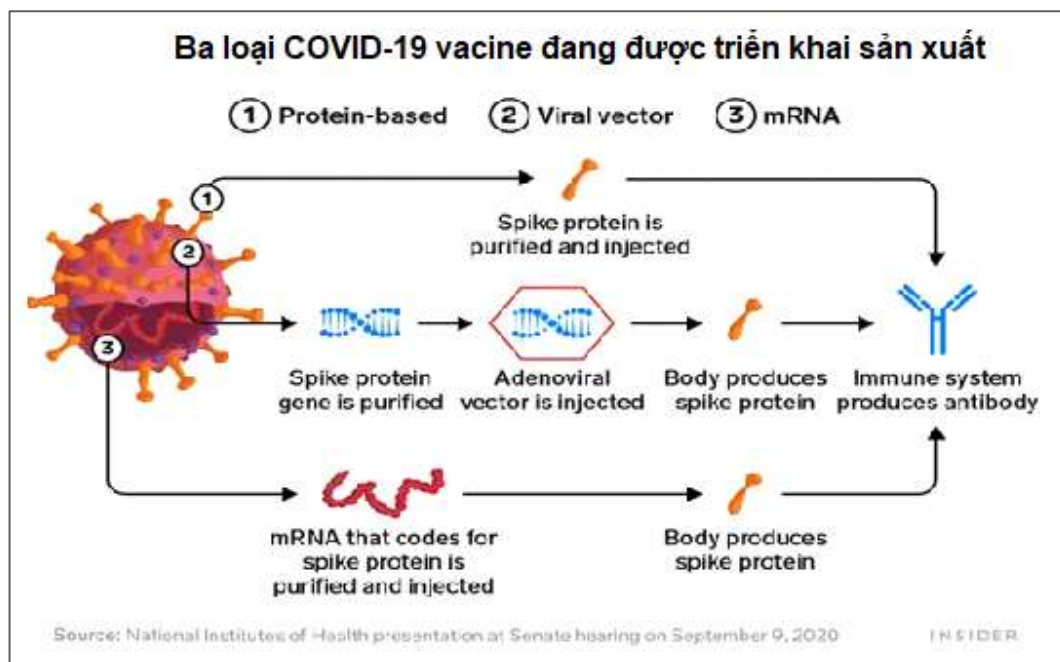 Ba loại COVID-19 vacine đang được triển khai sản xuất
1 Protein-based 2 Viral vector 3 mRNA
1
Spike protein is
purified and injected
2
3
Spike protein
gene is purified
Adenoviral
vector is injected
Body produces
spike protein
Immune system
produces antibody
mRNA that codes for
spike protein is
purified and injected
Body produces
spike protein
Source: National Institutes of Health presentation at Senate hearing on September 9, 2020
INSIDER